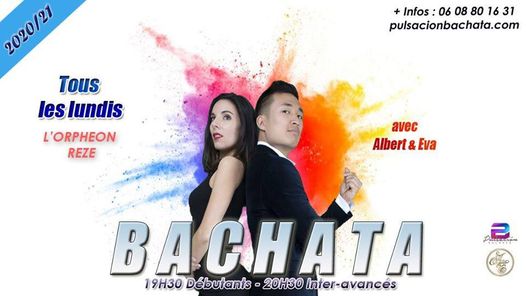 2020/21
+ Infos : 06 08 80 16 31
pulsacionbachata.com
Tous
les lundis
L'ORPHEON
REZE
avec
Albert & Eva
BACHATA
19H30 Débutants - 20H30 Inter-avancés